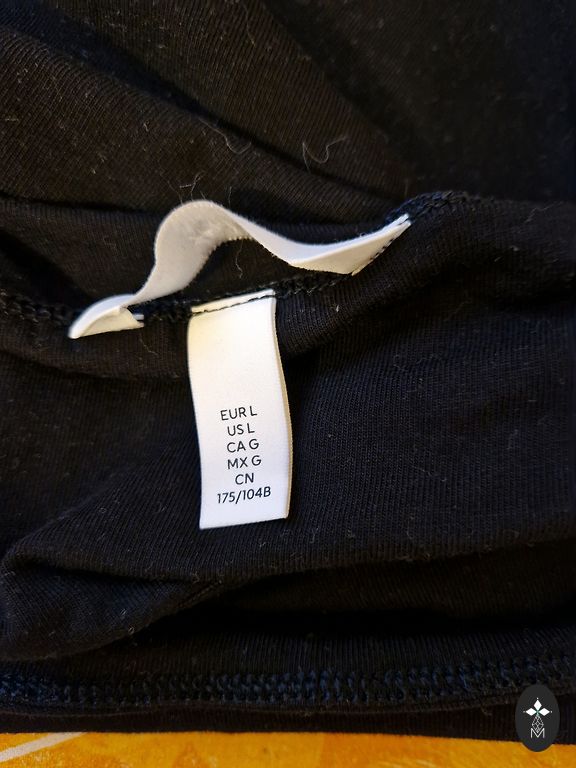 EUR L
US L
CA G
MX G
CN
175/104B